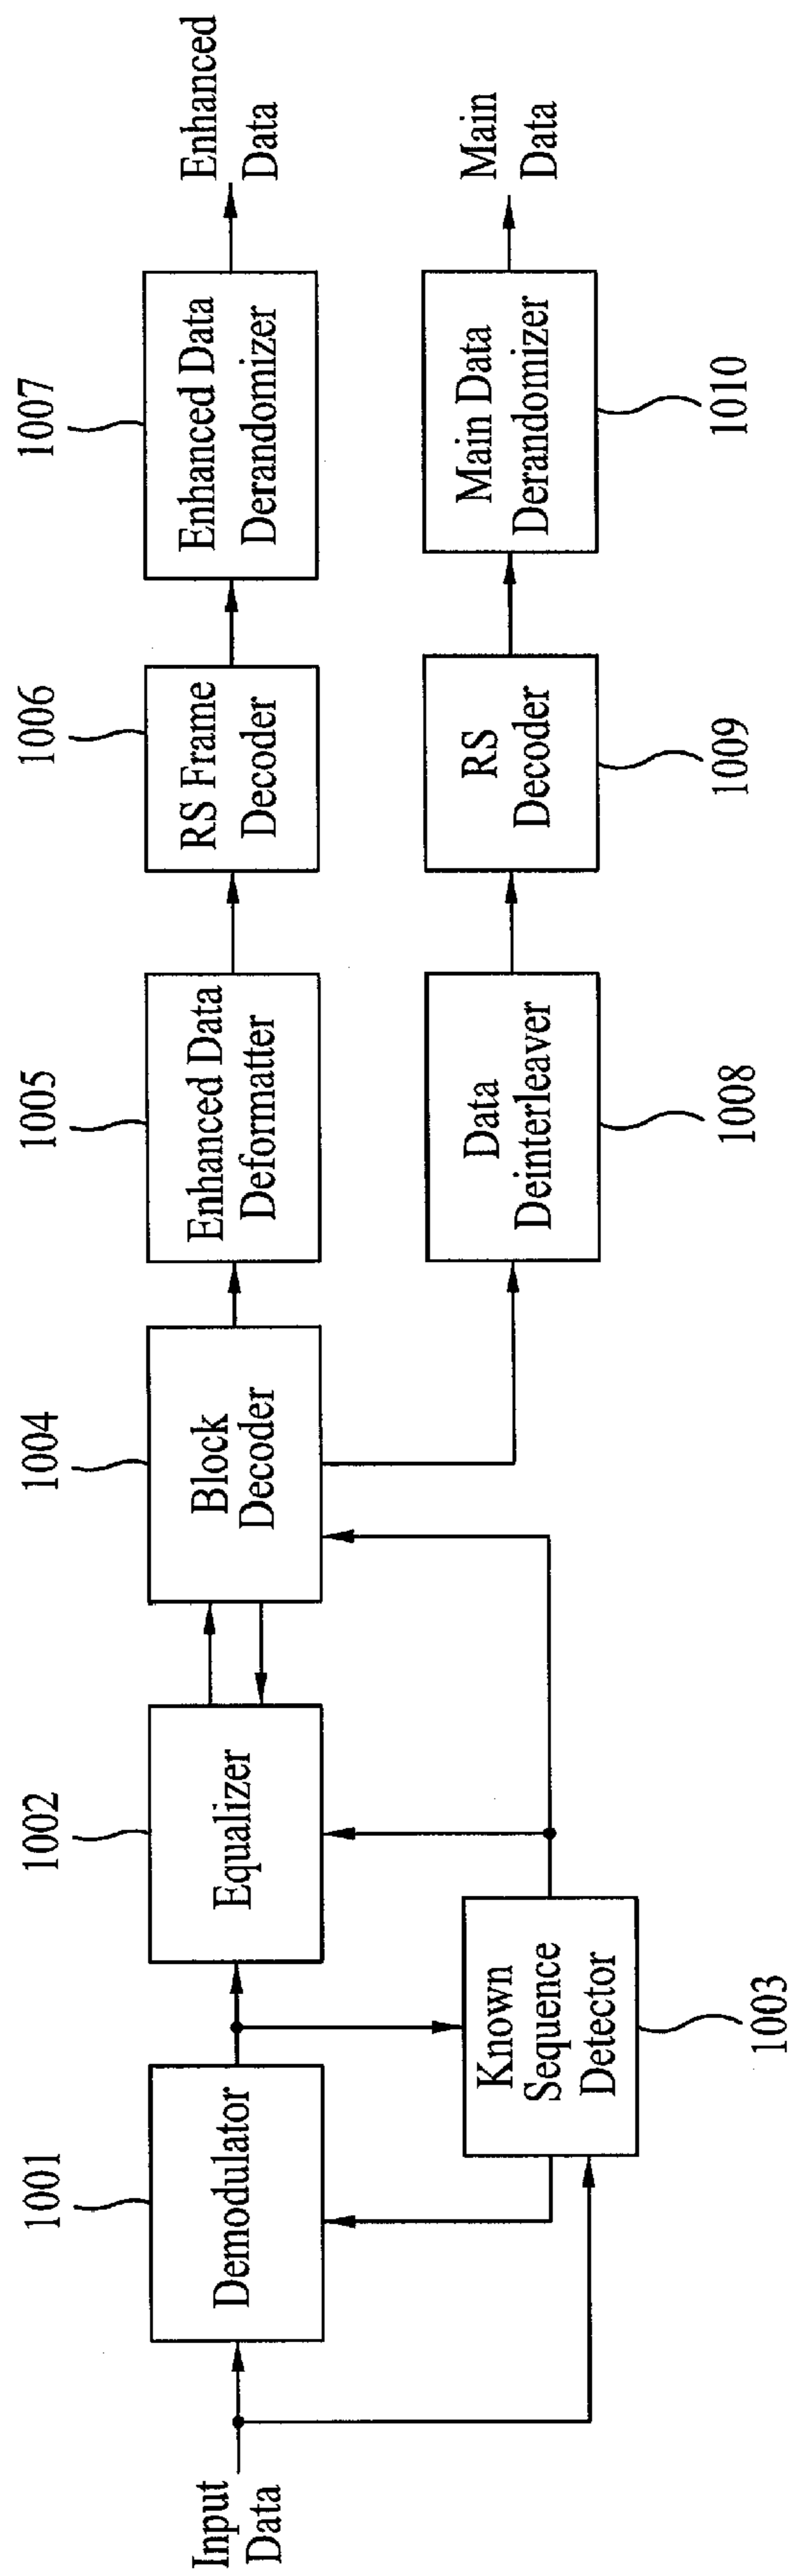 Input
Data
1001
Demodulator
1002
Equalizer
Known
Sequence
Detector
1003
1004
Block
Decoder
1005
Enhanced Data
Deformatter
1006
RS Frame
Decoder
1007
Enhanced Data
Derandomizer
Enhanced
Data
Data
Deinterleaver
1008
RS
Decoder
1009
Main Data
Derandomizer
1010
Main
Data